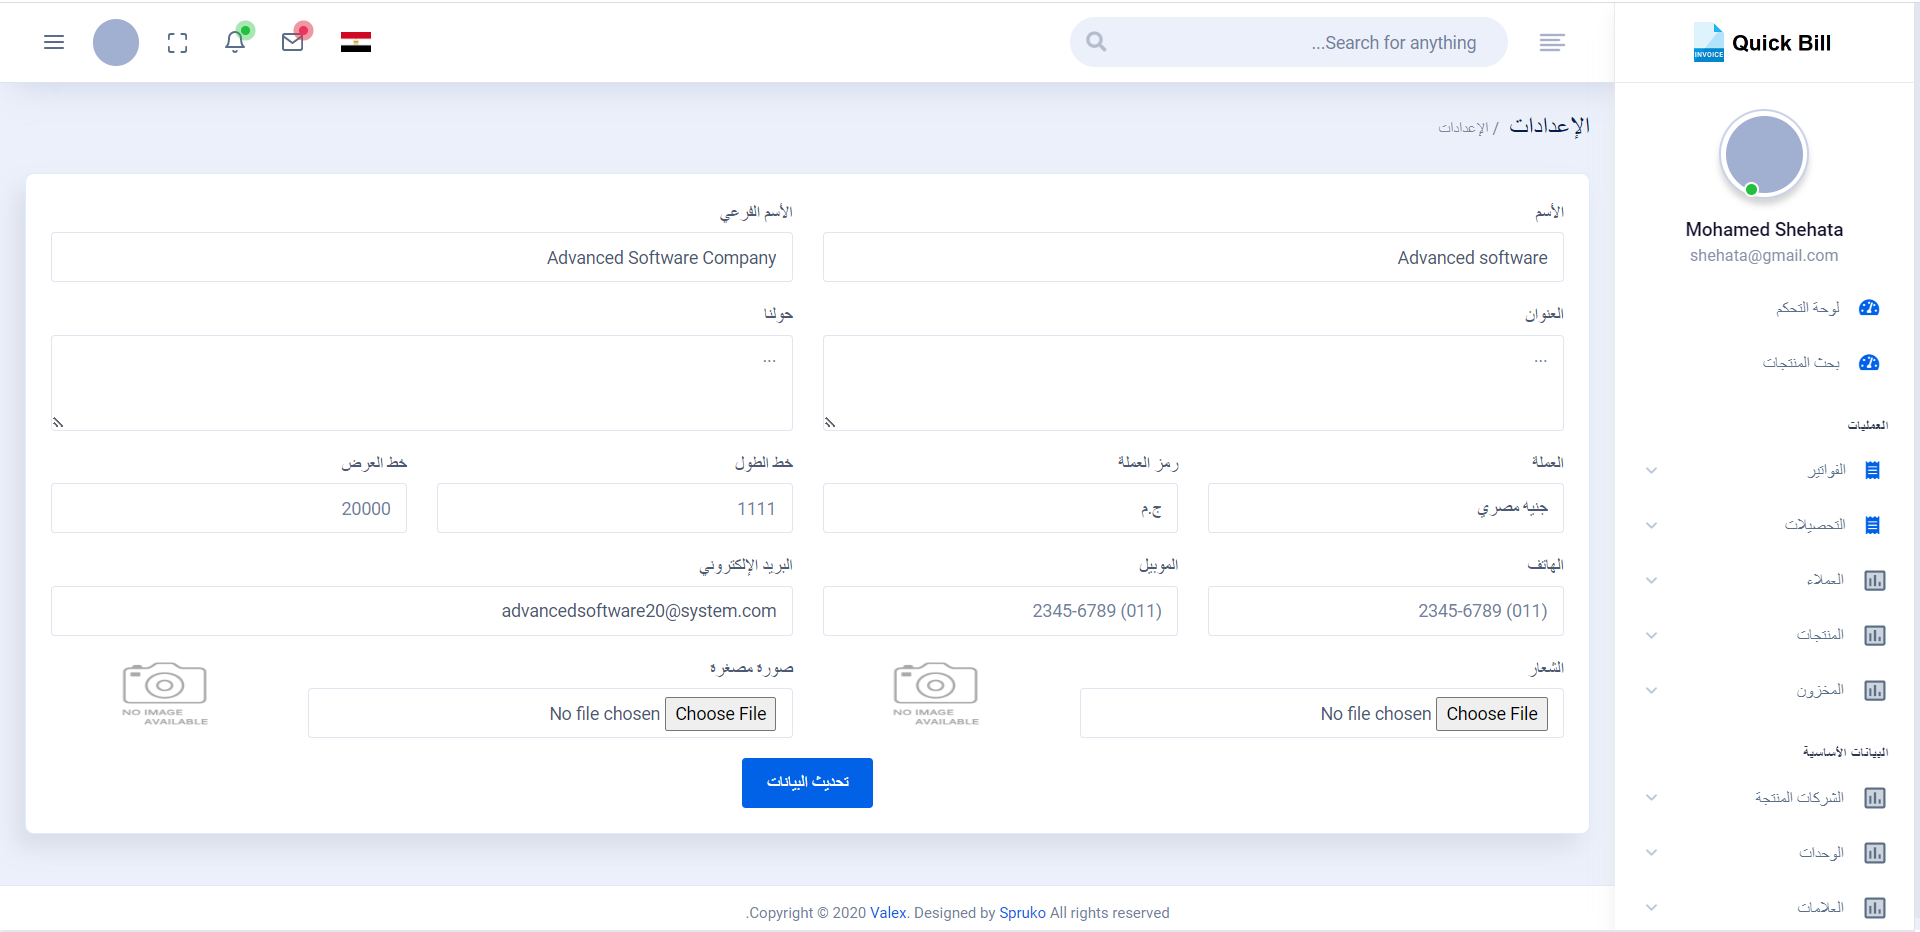 INVOICE
Quick Bill
Search for anything...
Mohamed Shehata
shehata@gmail.com
لوحة التحكم
بحث المنتجات
العمليات
الفواتير
التحصيلات
العملاء
المنتجات
المخزون
البيانات الأساسية
الشركات المنتجة
الوحدات
العلامات
الإعدادات / الإعدادات
الأسم
الأسم الفرعي
Advanced software
Advanced Software Company
العنوان
حولنا
...
...
العملة
رمز العملة
خط الطول
خط العرض
جنيه مصري
ج.م
1111
20000
الهاتف
الموبيل
البريد الإلكتروني
2345-6789 (011)
2345-6789 (011)
advancedsoftware20@system.com
الشعار
صورة مصغرة
Choose File No file chosen
NO IMAGE
AVAILABLE
Choose File No file chosen
NO IMAGE
AVAILABLE
تحديث البيانات
Copyright © 2020 Valex. Designed by Spruko All rights reserved.